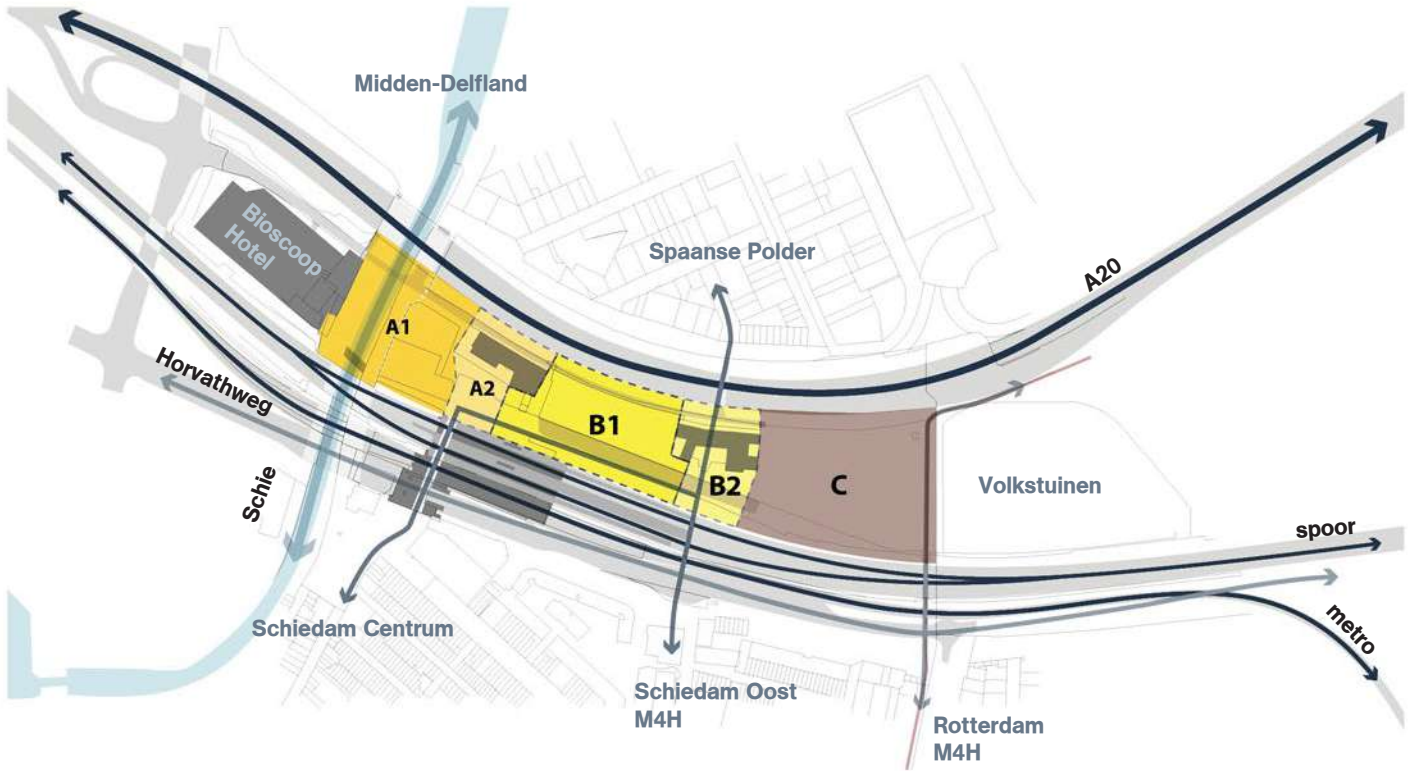 Midden-Delfland
Bioscoop
Hotel
Spaanse Polder
A20
A1
Horvathweg
A2
B1
B2
C
Volkstuinen
Schie
spoor
Schiedam Centrum
metro
Schiedam Oost
M4H
Rotterdam
M4H